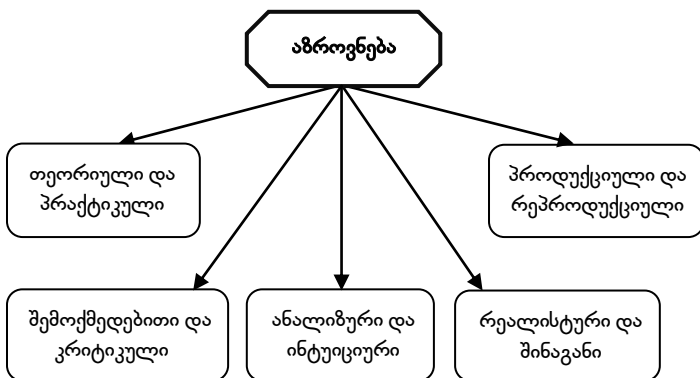 აზროვნება
თეორიული და
პრაქტიკული
პროდუქციული და
რეპროდუქციული
შემოქმედებითი და
კრიტიკული
ანალიზური და
ინტუიციური
რეალისტური და
შინაგანი